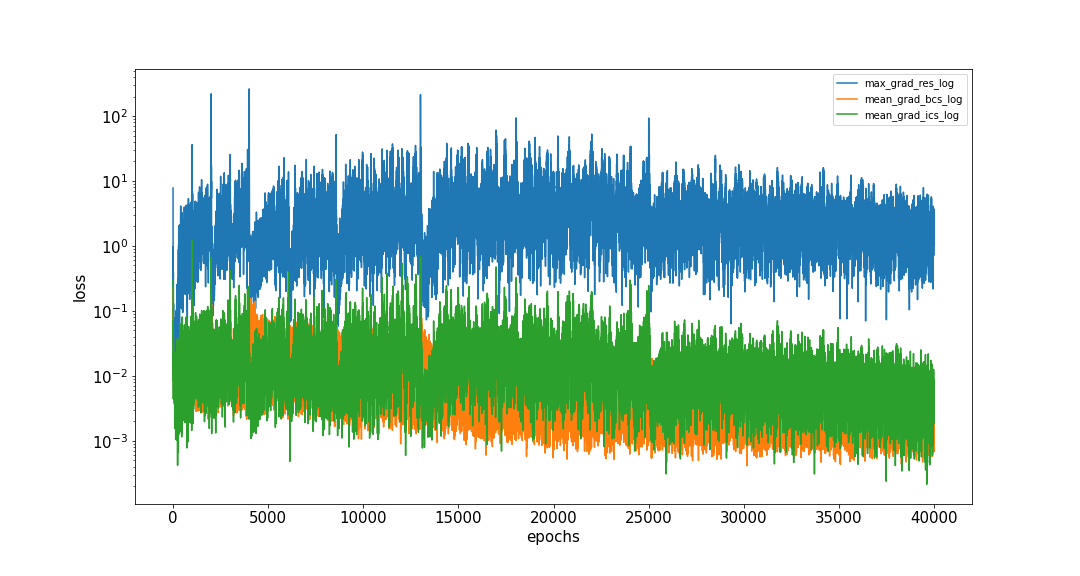 max_grad_res_log
mean_grad_bcs_log
mean_grad_ics_log
10²
10¹
10⁰
10⁻¹
10⁻²
10⁻³
loss
0 5000 10000 15000 20000 25000 30000 35000 40000
epochs